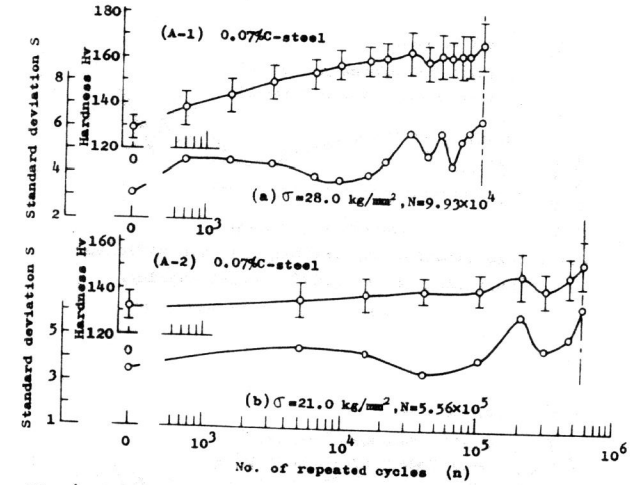 180
(A-1) 0.07%C-steel
160
140
120
Hardness Hv
8
6
4
2
Standard deviation S
0
(a) σ=28.0 kg/mm², N=9.93×10⁴
0 10³
160
(A-2) 0.07%C-steel
140
120
Hardness Hv
5
3
1
Standard deviation S
0
(b) σ=21.0 kg/mm², N=5.56×10⁵
0 10³ 10⁴ 10⁵ 10⁶
No. of repeated cycles (n)